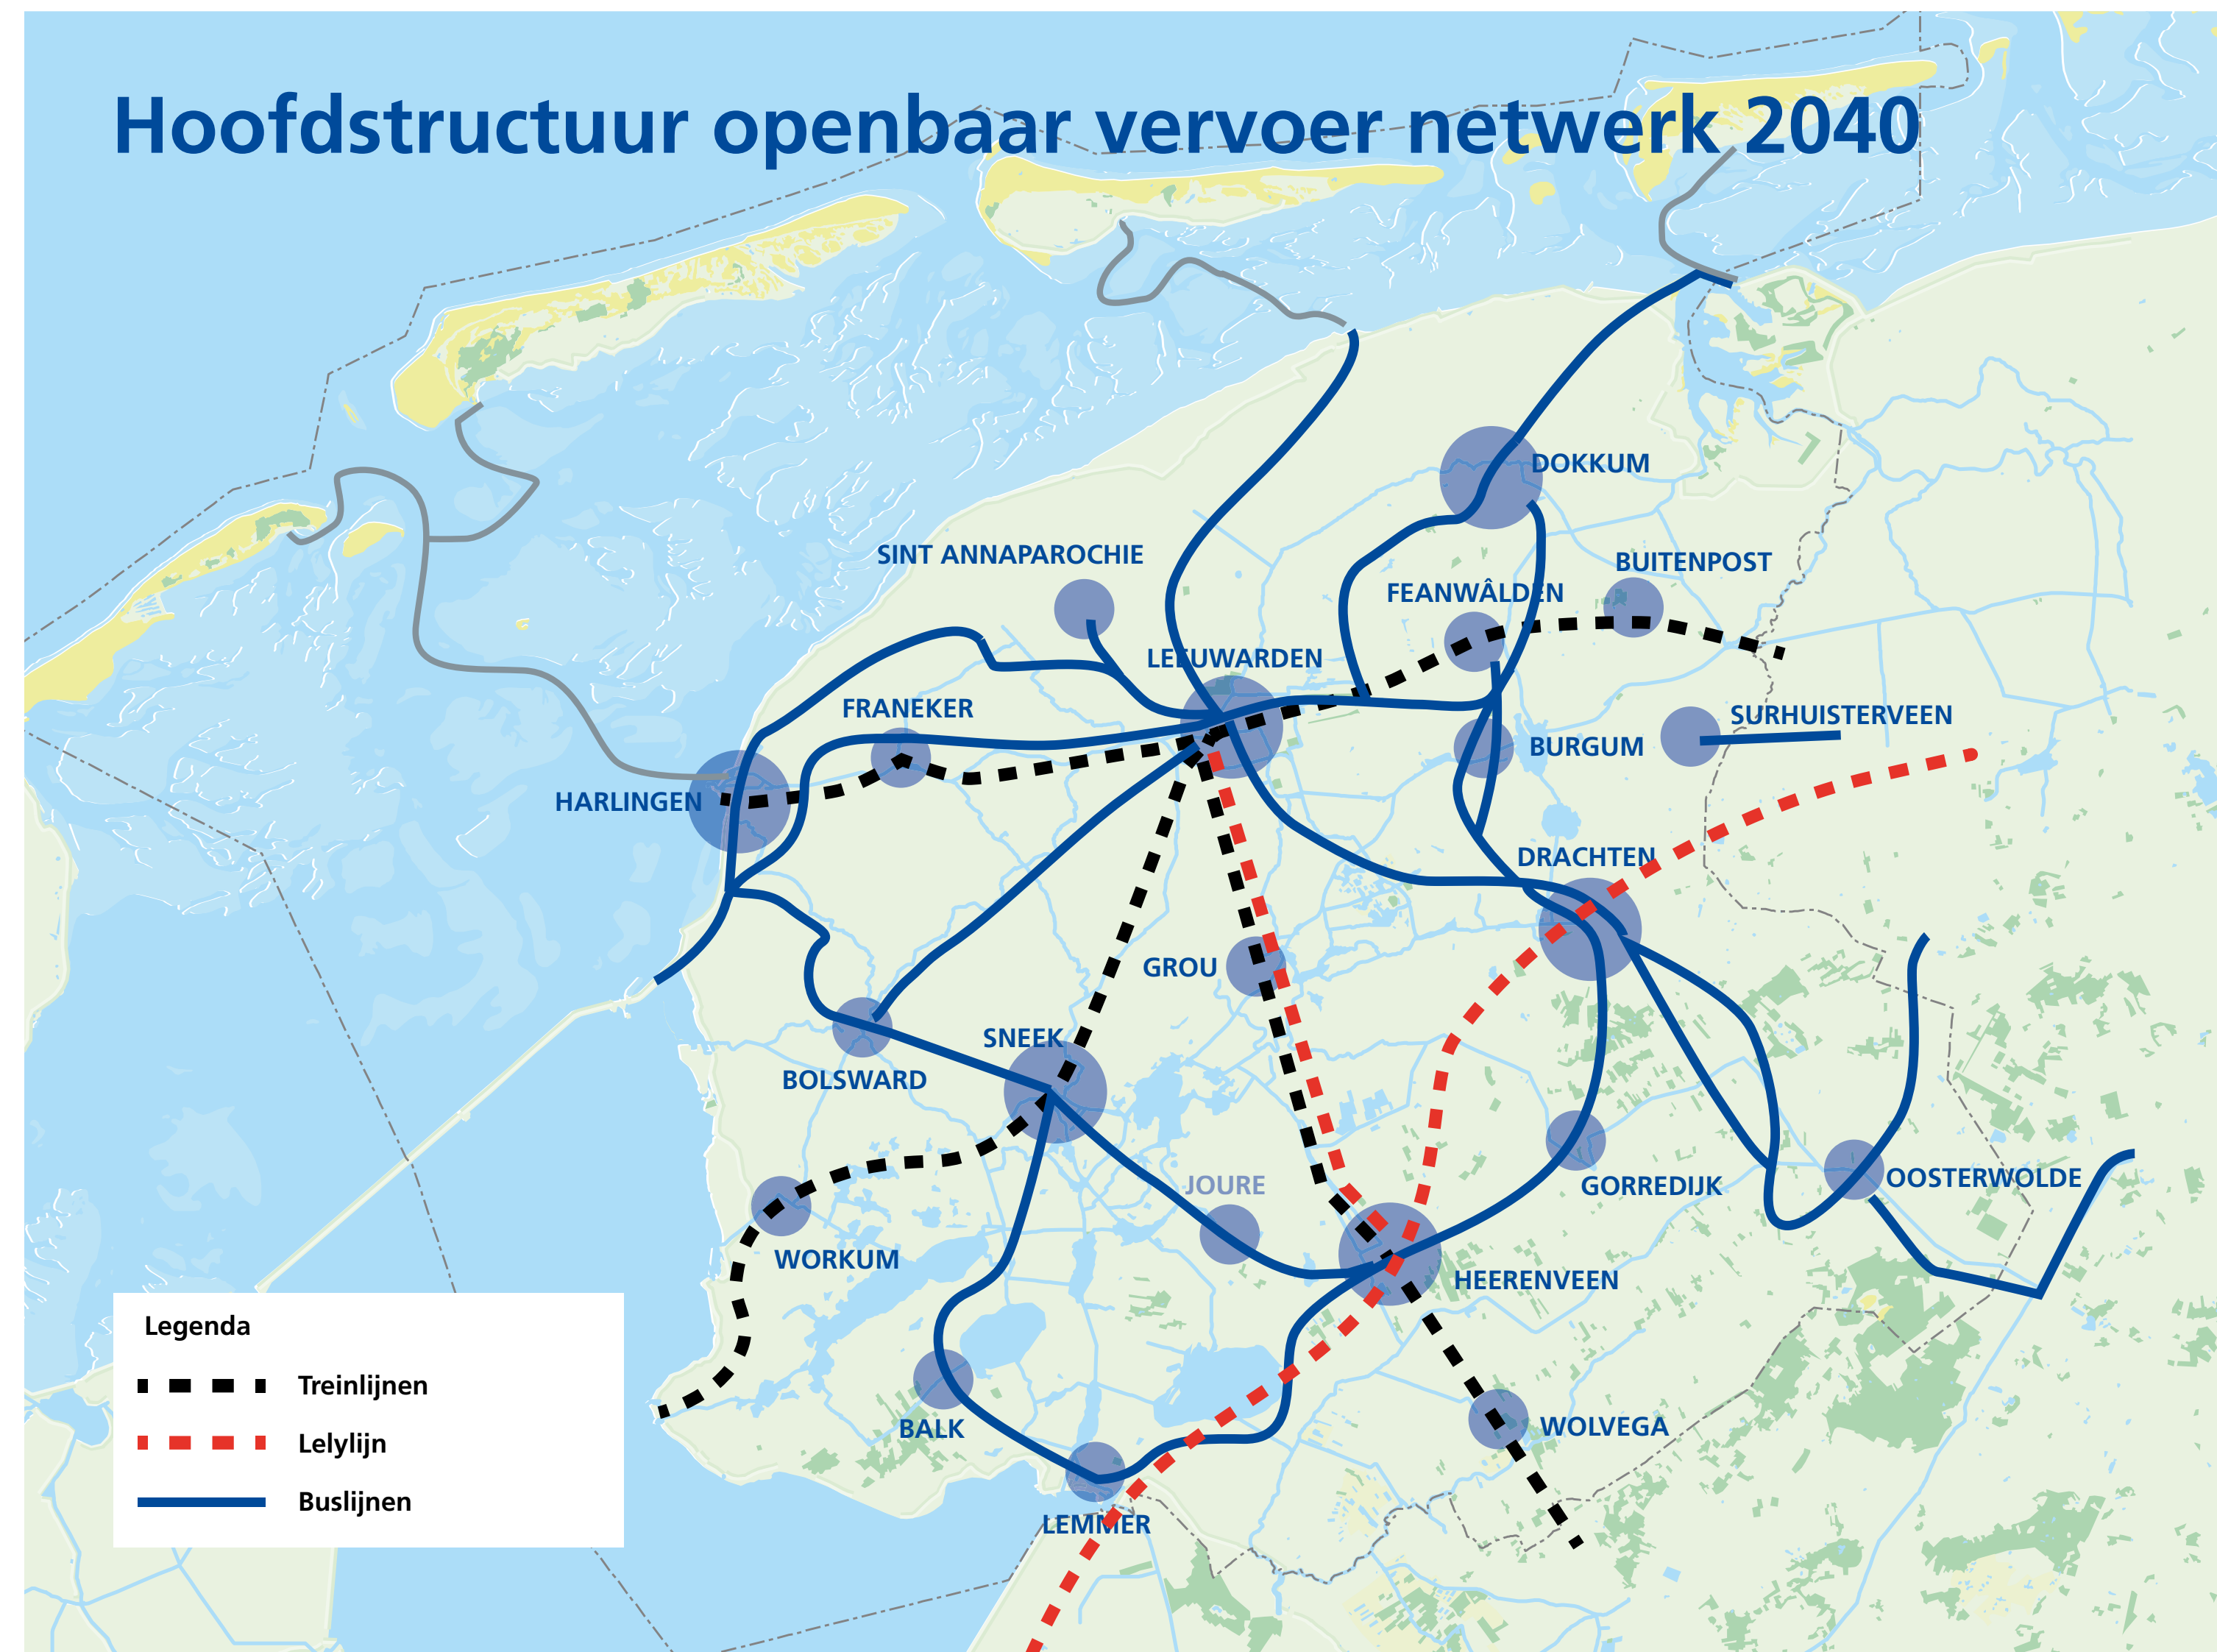 Hoofdstructuur openbaar vervoer netwerk 2040
DOKKUM
SINT ANNAPAROCHIE
BUITENPOST
FEANWÂLDEN
LEEUWARDEN
FRANEKER
SURHUISTERVEEN
BURGUM
HARLINGEN
DRACHTEN
GROU
SNEEK
BOLSWARD
JOURE
GORREDIJK
OOSTERWOLDE
WORKUM
HEERENVEEN
BALK
WOLVEGA
LEMMER
Legenda
Treinlijnen
Lelylijn
Buslijnen